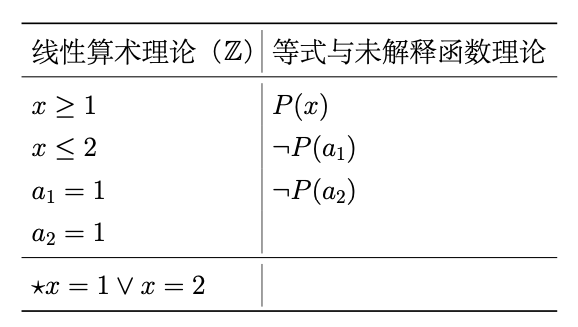 线性算术理论（ℤ） 等式与未解释函数理论
x ≥ 1 P(x)
x ≤ 2 ¬P(a₁)
a₁ = 1 ¬P(a₂)
a₂ = 1
⋆x = 1 ∨ x = 2